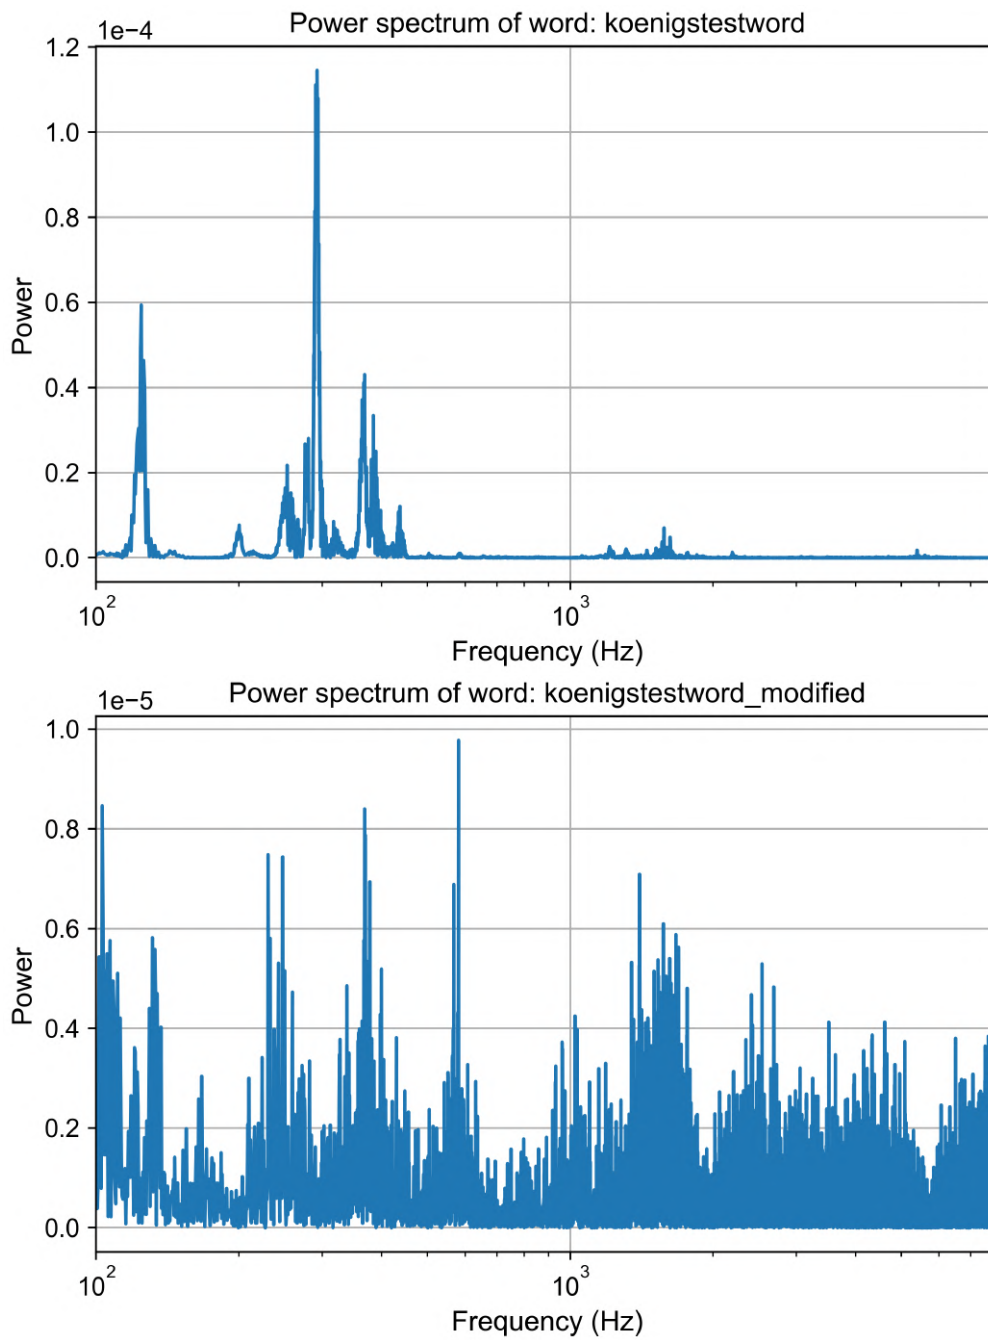 Power spectrum of word: koenigstestword
1e−4
1.2
1.0
0.8
0.6
0.4
0.2
0.0
Power
10²
10³
Frequency (Hz)
Power spectrum of word: koenigstestword_modified
1e−5
1.0
0.8
0.6
0.4
0.2
0.0
Power
10²
10³
Frequency (Hz)